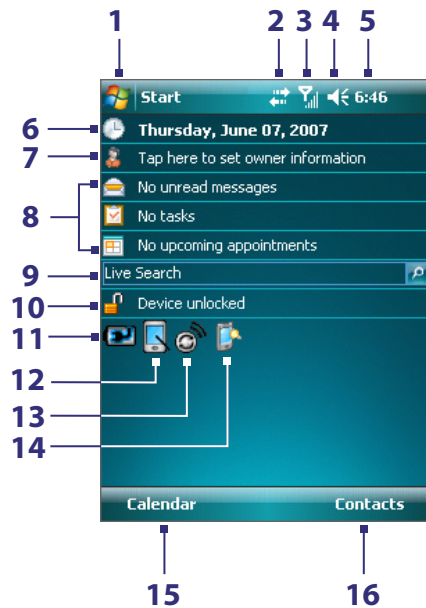 1 2 3 4 5
Start 6:46
6 Thursday, June 07, 2007
7 Tap here to set owner information
No unread messages
8 No tasks
No upcoming appointments
9 Live Search
10 Device unlocked
11
12
13
14
Calendar Contacts
15 16